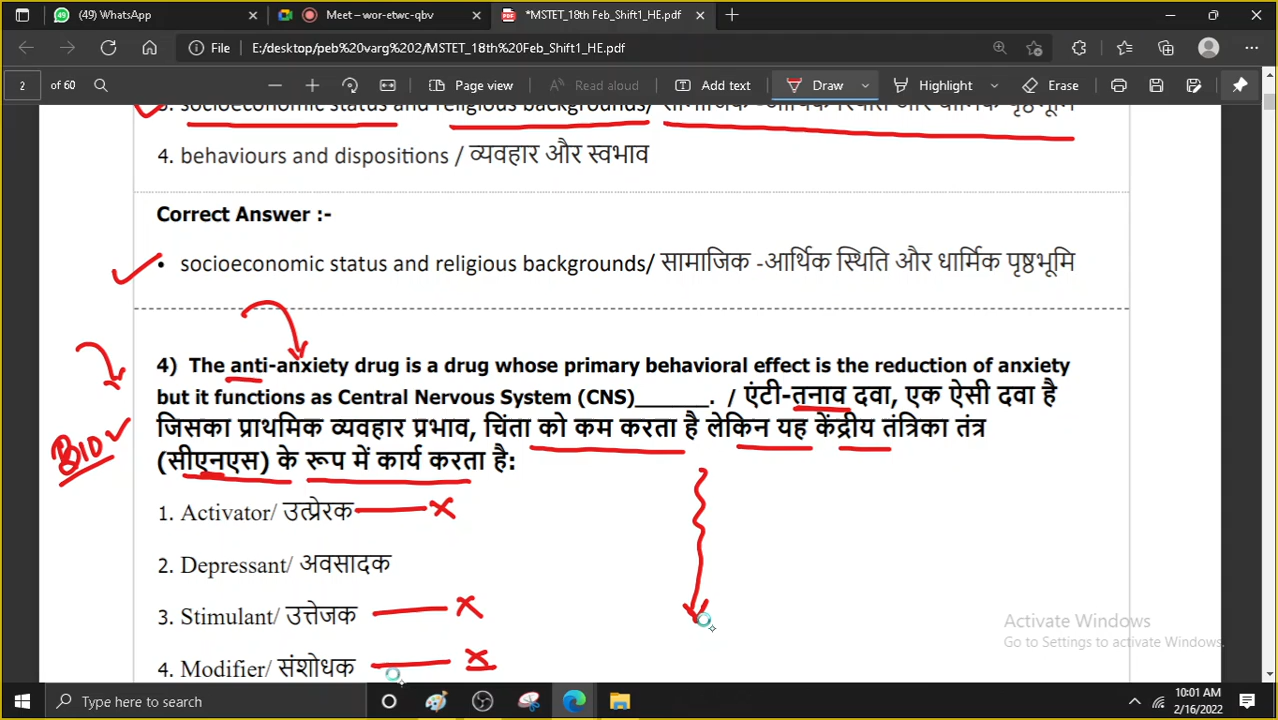 (49) WhatsApp
Meet – wor-etwc-qbv
*MSTET_18th Feb_Shift1_HE.pdf
File E:/desktop/peb%20varg%202/MSTET_18th%20Feb_Shift1_HE.pdf
2 of 60 Page view Read aloud Add text Draw Highlight Erase
3. socioeconomic status and religious backgrounds/ सामाजिक -आर्थिक स्थिति और धार्मिक पृष्ठभूमि
4. behaviours and dispositions / व्यवहार और स्वभाव
Correct Answer :-
• socioeconomic status and religious backgrounds/ सामाजिक -आर्थिक स्थिति और धार्मिक पृष्ठभूमि
4) The anti-anxiety drug is a drug whose primary behavioral effect is the reduction of anxiety
but it functions as Central Nervous System (CNS)______. / एंटी-तनाव दवा, एक ऐसी दवा है
जिसका प्राथमिक व्यवहार प्रभाव, चिंता को कम करता है लेकिन यह केंद्रीय तंत्रिका तंत्र
(सीएनएस) के रूप में कार्य करता है:
BIO
1. Activator/ उत्प्रेरक
2. Depressant/ अवसादक
3. Stimulant/ उत्तेजक
4. Modifier/ संशोधक
Activate Windows
Go to Settings to activate Windows.
Type here to search
10:01 AM
2/16/2022